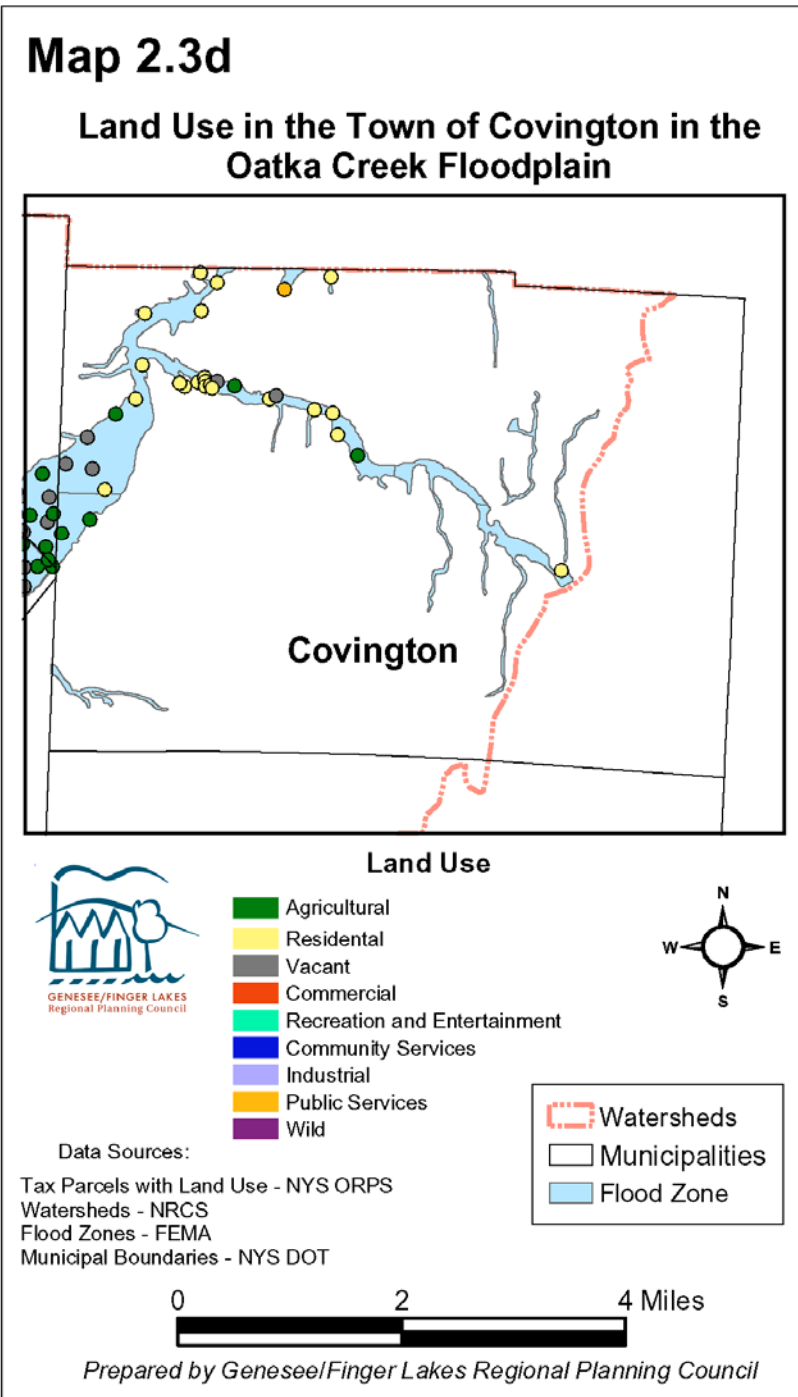 Map 2.3d
Land Use in the Town of Covington in the
Oatka Creek Floodplain
Covington
Land Use
Agricultural
Residental
Vacant
Commercial
Recreation and Entertainment
Community Services
Industrial
Public Services
Wild
GENESEE/FINGER LAKES
Regional Planning Council
N
W
E
S
Watersheds
Municipalities
Flood Zone
Data Sources:
Tax Parcels with Land Use - NYS ORPS
Watersheds - NRCS
Flood Zones - FEMA
Municipal Boundaries - NYS DOT
0 2 4 Miles
Prepared by Genesee/Finger Lakes Regional Planning Council